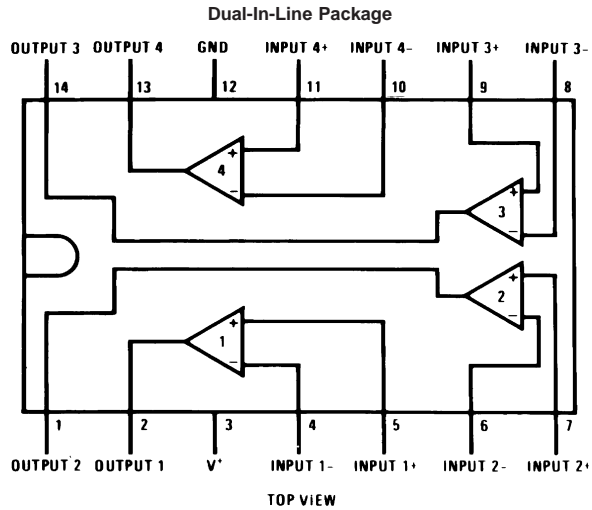 Dual-In-Line Package
OUTPUT 3 OUTPUT 4 GND INPUT 4+ INPUT 4- INPUT 3+ INPUT 3-
14 13 12 11 10 9 8
+
4
-
+
3
-
+
2
-
+
1
-
1 2 3 4 5 6 7
OUTPUT 2 OUTPUT 1 V+ INPUT 1- INPUT 1+ INPUT 2- INPUT 2+
TOP VIEW